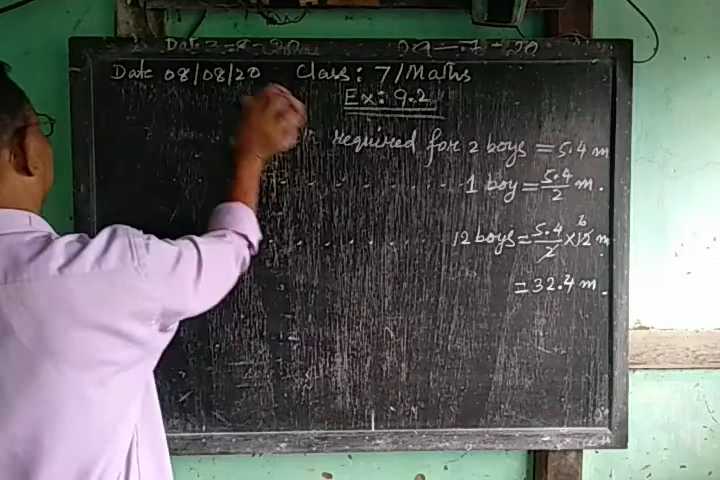 Date 08/08/20 Class: 7/Maths
Ex: 9.2
required for 2 boys = 5.4 m
. . . . . . . 1 boy = 5.4/2 m.
. . . . . . . 12 boys = 5.4/2 × 12 6 m
= 32.4 m.